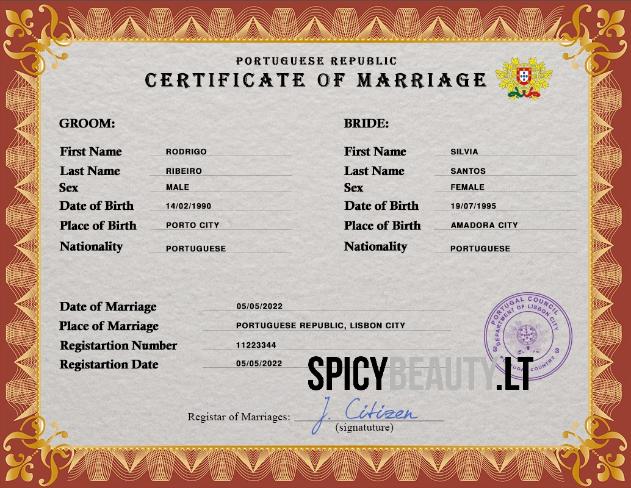 PORTUGUESE REPUBLIC
CERTIFICATE OF MARRIAGE
GROOM:
First Name RODRIGO
Last Name RIBEIRO
Sex MALE
Date of Birth 14/02/1990
Place of Birth PORTO CITY
Nationality PORTUGUESE
BRIDE:
First Name SILVIA
Last Name SANTOS
Sex FEMALE
Date of Birth 19/07/1995
Place of Birth AMADORA CITY
Nationality PORTUGUESE
Date of Marriage 05/05/2022
Place of Marriage PORTUGUESE REPUBLIC, LISBON CITY
Registartion Number 11223344
Registartion Date 05/05/2022
PORTUGAL COUNCIL
DEPARTMENT OF LISBON CITY
SPICYBEAUTY.LT
Registar of Marriages: J. Citizen
(signatuture)